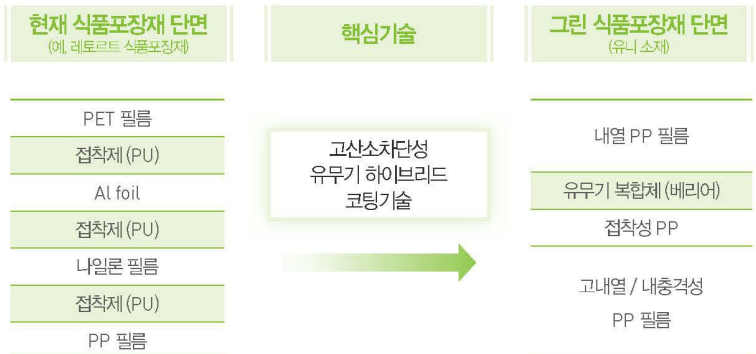 현재 식품포장재 단면
(예, 레토르트 식품포장재)
PET 필름
접착제 (PU)
Al foil
접착제 (PU)
나일론 필름
접착제 (PU)
PP 필름
핵심기술
고산소차단성
유무기 하이브리드
코팅기술
그린 식품포장재 단면
(유니 소재)
내열 PP 필름
유무기 복합체 (베리어)
접착성 PP
고내열 / 내충격성
PP 필름